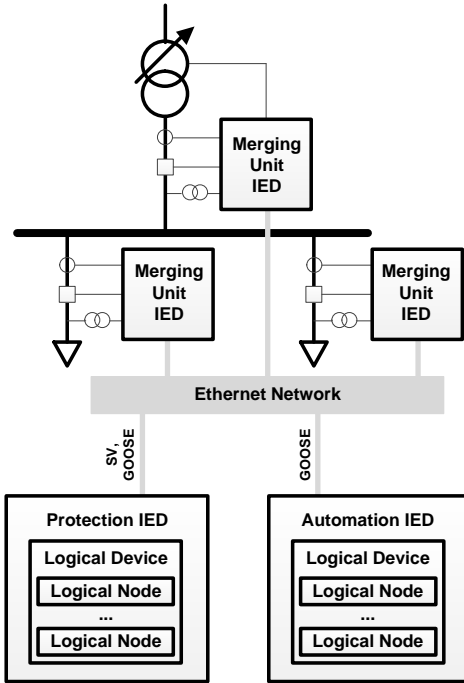 Merging
Unit
IED
Merging
Unit
IED
Merging
Unit
IED
Ethernet Network
SV,
GOOSE
GOOSE
Protection IED
Logical Device
Logical Node
...
Logical Node
Automation IED
Logical Device
Logical Node
...
Logical Node